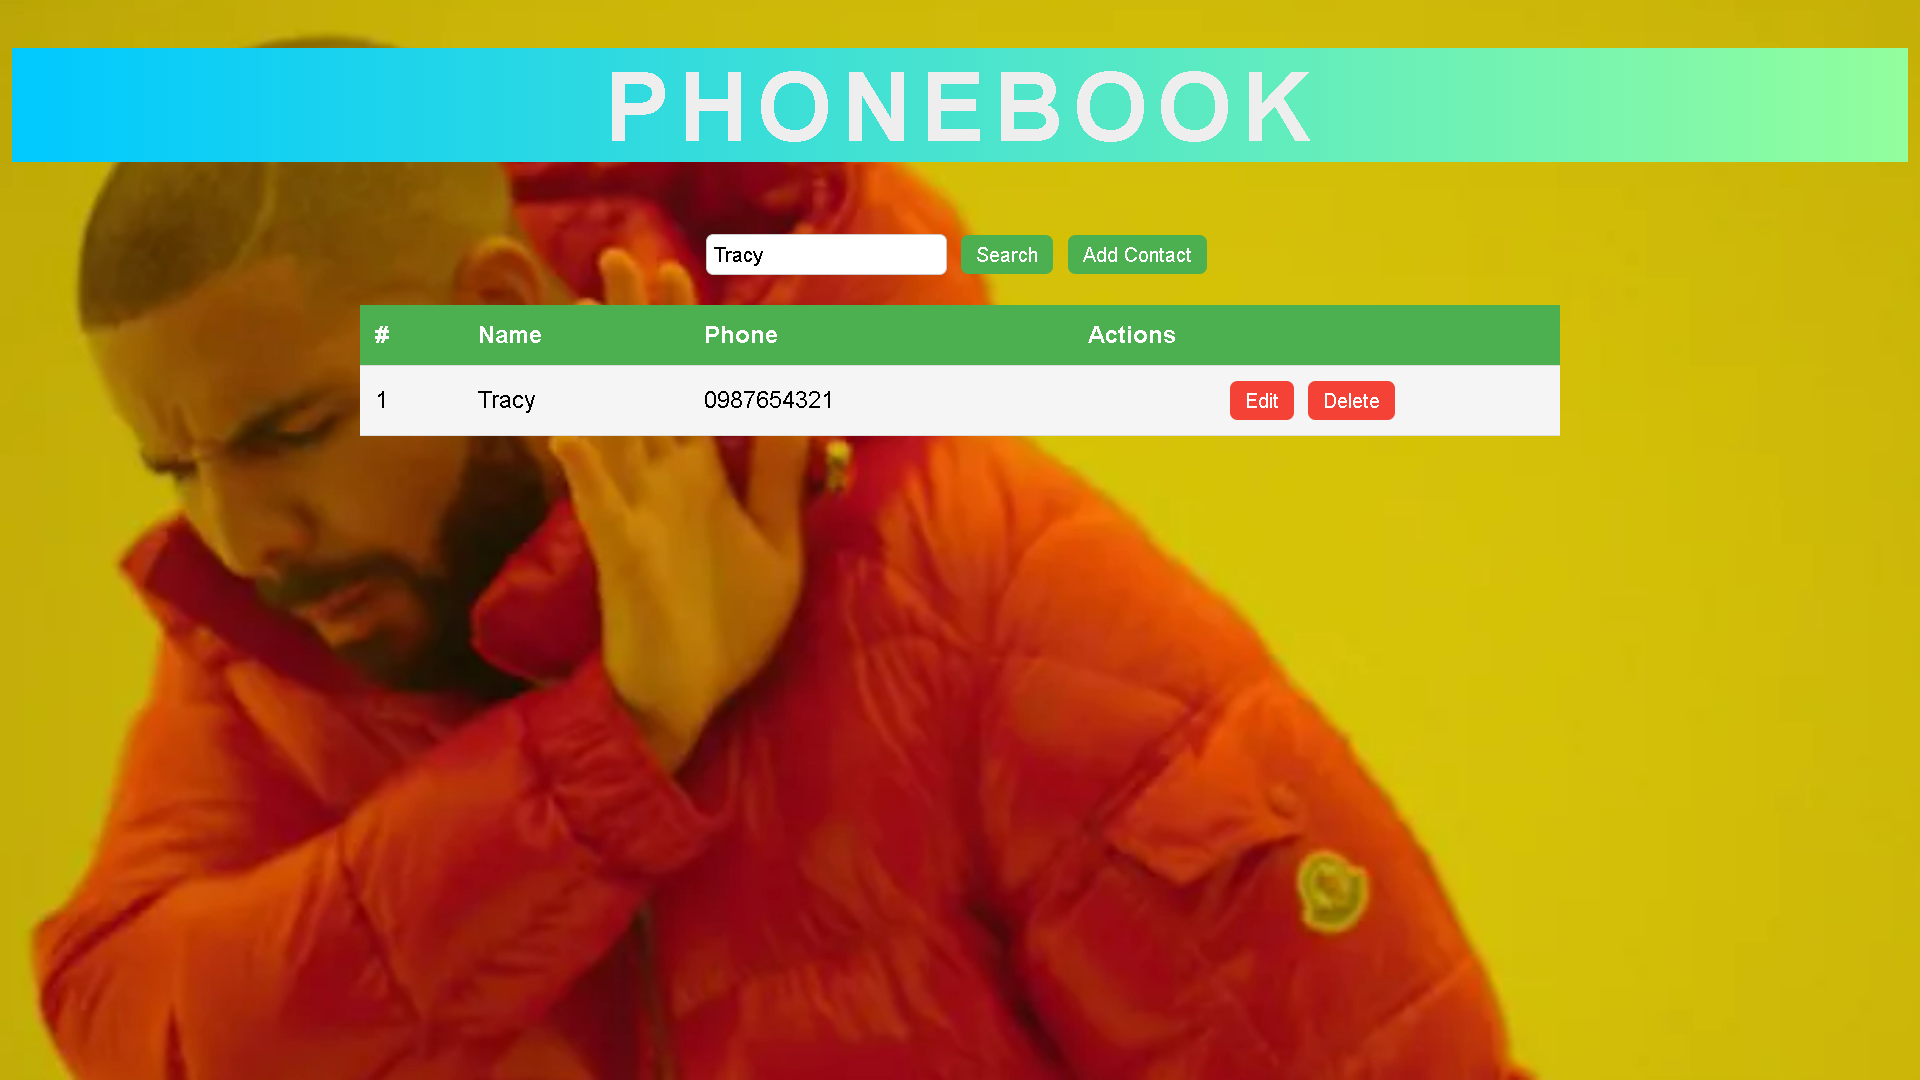 PHONEBOOK
Tracy Search Add Contact
# Name Phone Actions
1 Tracy 0987654321 Edit Delete